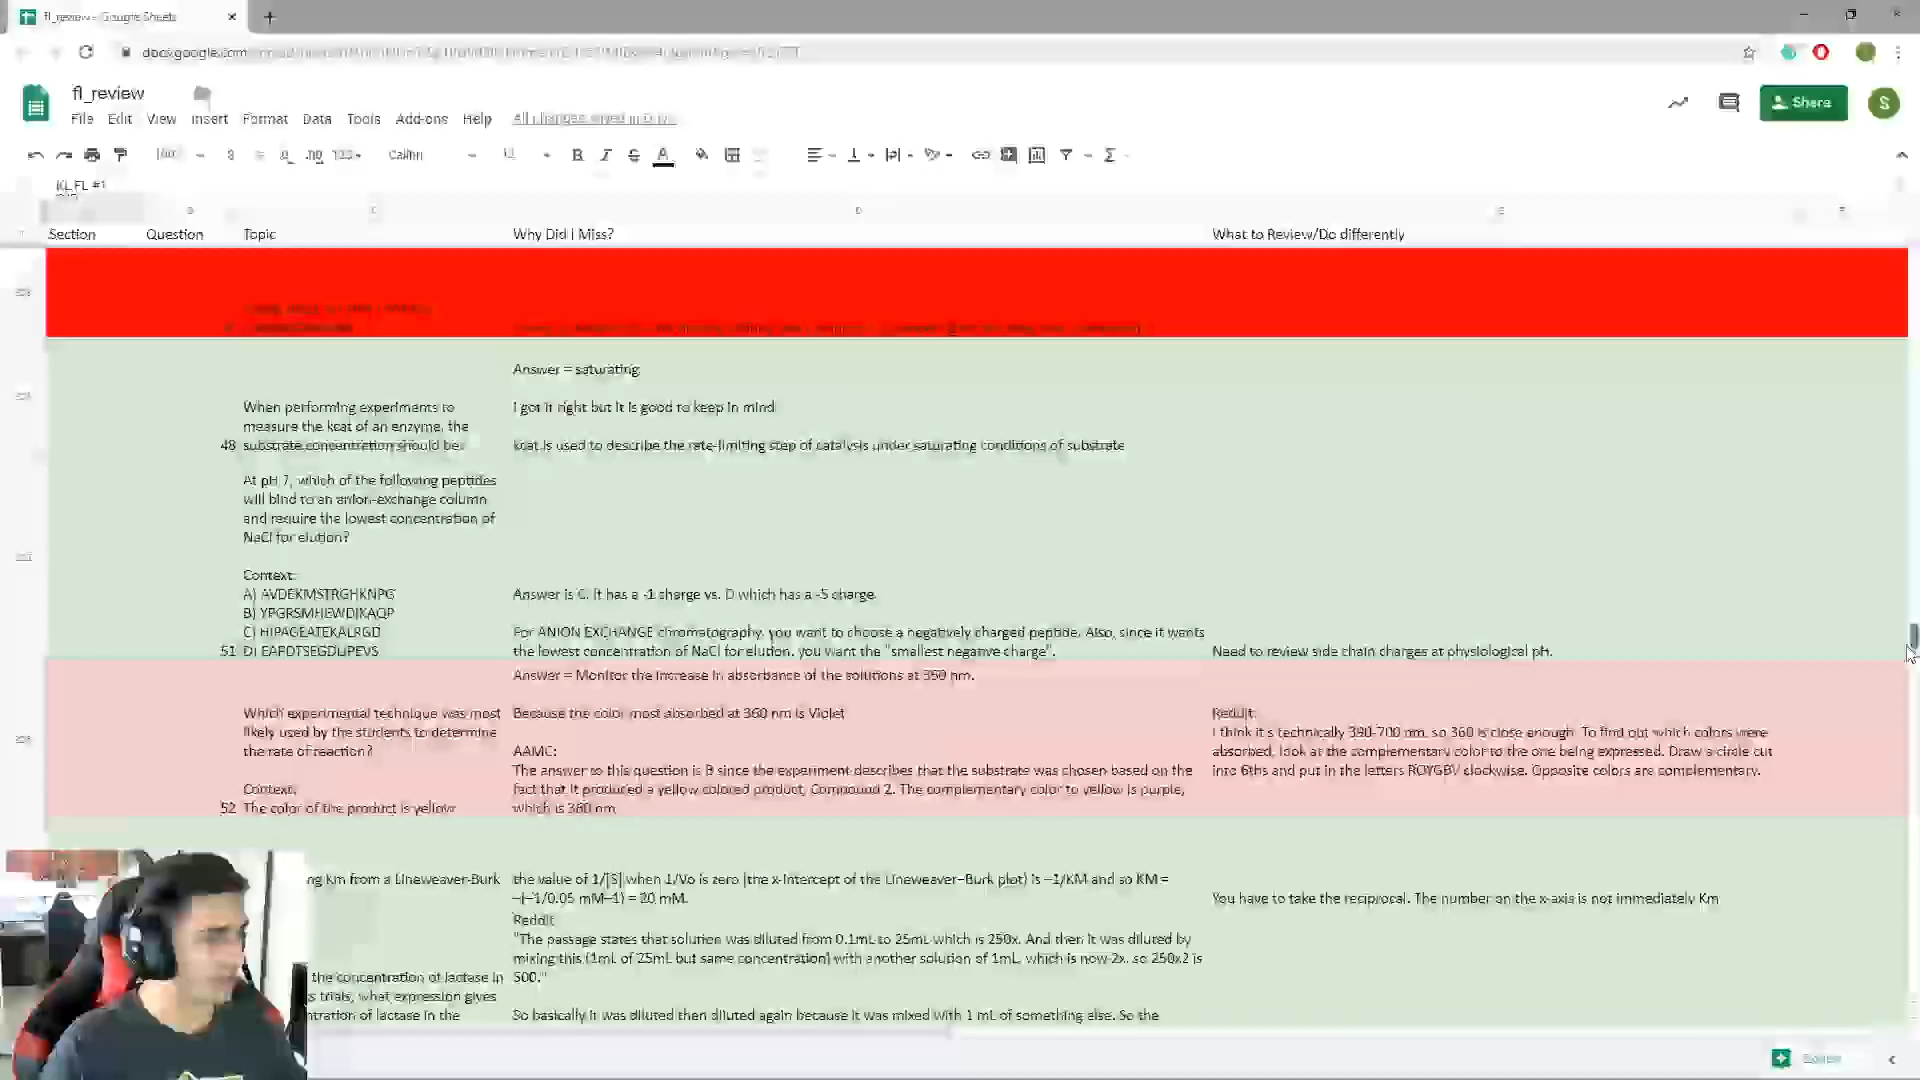 fl_review - Google Sheets
docs.google.com
fl_review
File Edit View Insert Format Data Tools Add-ons Help
Share
S
Calibri
KL FL #1
Section Question Topic Why Did I Miss? What to Review/Do differently
Answer = saturating
When performing experiments to
measure the kcat of an enzyme, the
48 substrate concentration should be:
I got it right but it is good to keep in mind
kcat is used to describe the rate-limiting step of catalysis under saturating conditions of substrate
At pH 7, which of the following peptides
will bind to an anion-exchange column
and require the lowest concentration of
NaCl for elution?
Context:
A) AVDEKMSTRGHKNPG
B) YPGRSMHEWDIKAQP
C) HIPAGEATEKALRGD
51 D) EAPDTSEGDLIPEVS
Answer is C. It has a -1 charge vs. D which has a -5 charge.
For ANION EXCHANGE chromatography, you want to choose a negatively charged peptide. Also, since it wants
the lowest concentration of NaCl for elution, you want the "smallest negative charge".
Need to review side chain charges at physiological pH.
Answer = Monitor the increase in absorbance of the solutions at
Which experimental technique was most
likely used by the students to determine
the rate of reaction?
Context:
52 The color of the product is yellow
Because the color most absorbed at 360 nm is Violet
AAMC:
The answer to this question is B since the experiment describes that the substrate was chosen based on the
fact that it produced a yellow colored product, Compound 2. The complementary color to yellow is purple,
which is
Reddit:
I think it's technically 390-700 nm, so 360 is close enough. To find out which colors were
absorbed, look at the complementary color to the one being expressed. Draw a circle cut
into 6ths and put in the letters ROYGBV clockwise. Opposite colors are complementary.
Km from a Lineweaver-Burk
the value of 1/[S] when 1/Vo is zero (the x-intercept of the Lineweaver–Burk plot) is −1/KM and so KM =
−(−1/0.05 mM–1) = 20 mM.
You have to take the reciprocal. The number on the x-axis is not immediately Km
Reddit
"The passage states that solution was diluted from 0.1mL to 25mL which is 250x. And then it was diluted by
mixing this (1mL of 25mL but same concentration) with another solution of 1mL, which is now 2x. so 250x2 is
500."
the concentration of lactase in
trials, what expression gives
of lactase in the
So basically it was diluted then diluted again because it was mixed with 1 mL of something else. So the